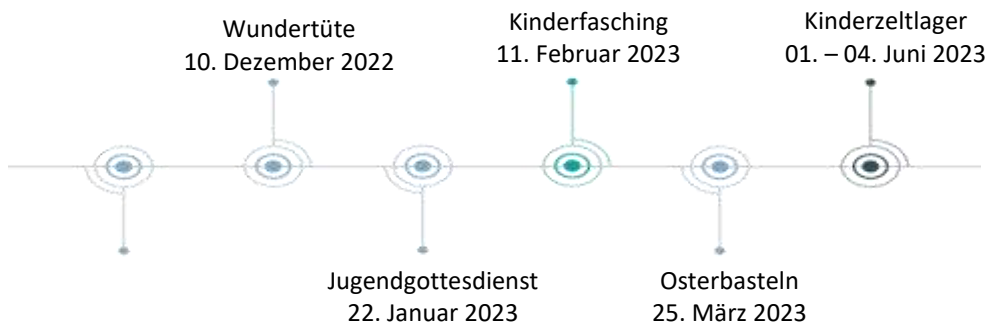 Wundertüte
10. Dezember 2022
Kinderfasching
11. Februar 2023
Kinderzeltlager
01. – 04. Juni 2023
Jugendgottesdienst
22. Januar 2023
Osterbasteln
25. März 2023